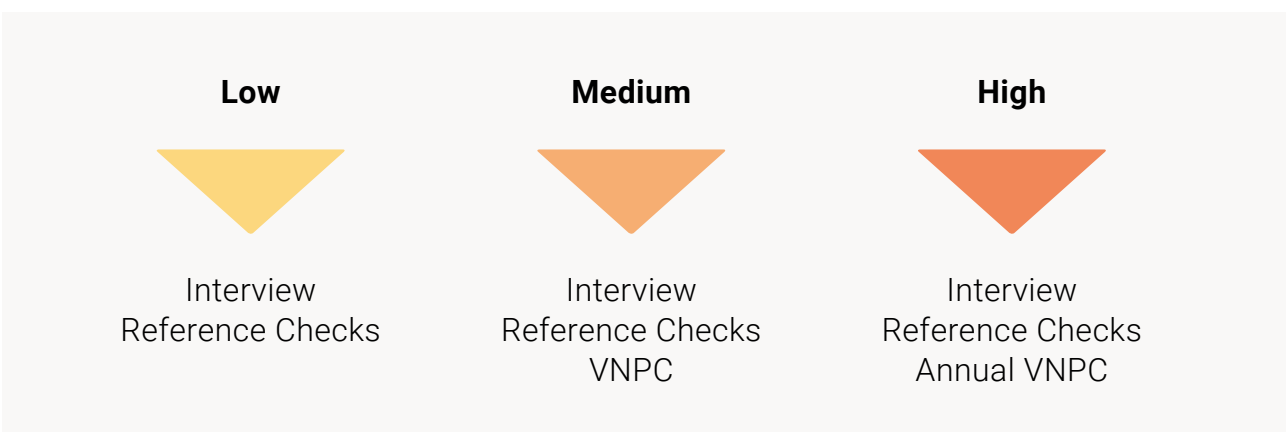 Low
Interview
Reference Checks
Medium
Interview
Reference Checks
VNPC
High
Interview
Reference Checks
Annual VNPC